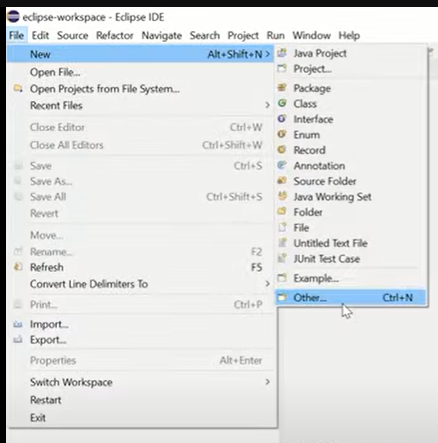 eclipse-workspace - Eclipse IDE
File Edit Source Refactor Navigate Search Project Run Window Help
New Alt+Shift+N >
Open File...
Open Projects from File System...
Recent Files >
Close Editor Ctrl+W
Close All Editors Ctrl+Shift+W
Save Ctrl+S
Save As...
Save All Ctrl+Shift+S
Revert
Move...
Rename... F2
Refresh F5
Convert Line Delimiters To >
Print... Ctrl+P
Import...
Export...
Properties Alt+Enter
Switch Workspace >
Restart
Exit
Java Project
Project...
Package
Class
Interface
Enum
Record
Annotation
Source Folder
Java Working Set
Folder
File
Untitled Text File
JUnit Test Case
Example...
Other... Ctrl+N